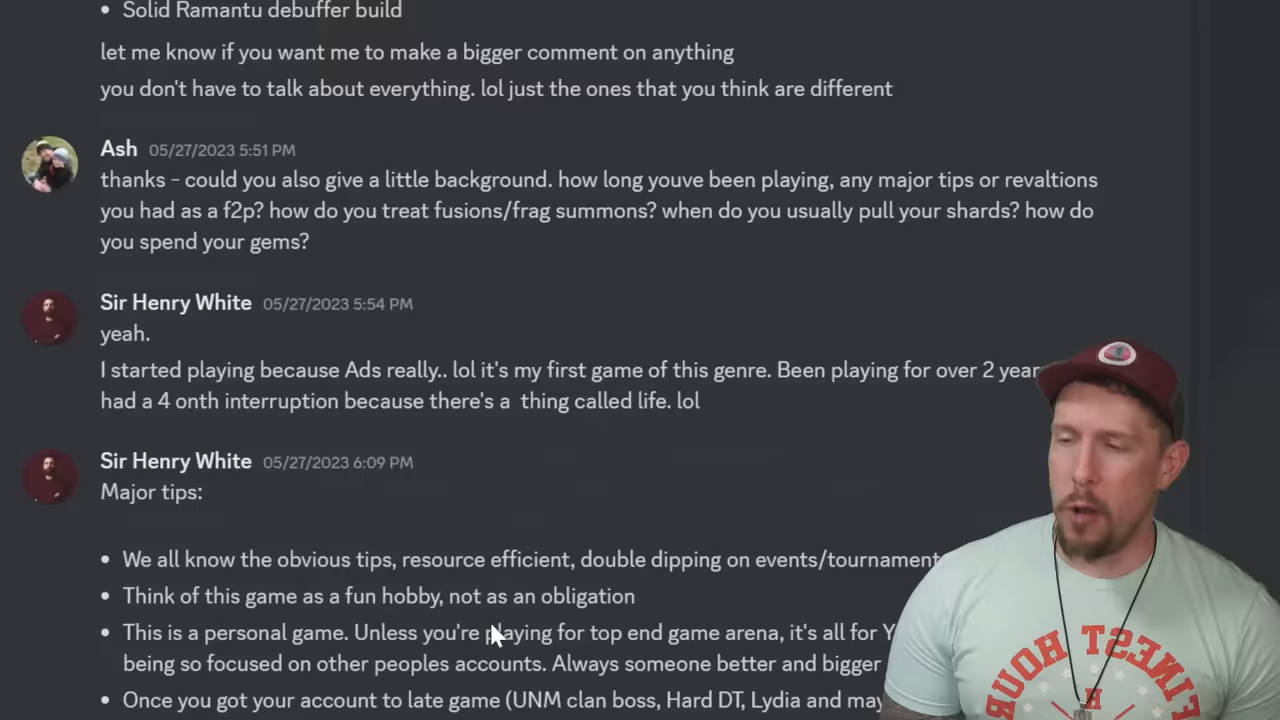 Solid Ramantu debuffer build
let me know if you want me to make a bigger comment on anything
you don't have to talk about everything. lol just the ones that you think are different
Ash 05/27/2023 5:51 PM
thanks - could you also give a little background. how long youve been playing, any major tips or revaltions
you had as a f2p? how do you treat fusions/frag summons? when do you usually pull your shards? how do
you spend your gems?
Sir Henry White 05/27/2023 5:54 PM
yeah.
I started playing because Ads really.. lol it's my first game of this genre. Been playing for over 2 year
had a 4 onth interruption because there's a thing called life. lol
Sir Henry White 05/27/2023 6:09 PM
Major tips:
We all know the obvious tips, resource efficient, double dipping on events/tournament
Think of this game as a fun hobby, not as an obligation
This is a personal game. Unless you're playing for top end game arena, it's all for Y
being so focused on other peoples accounts. Always someone better and bigger
Once you got your account to late game (UNM clan boss, Hard DT, Lydia and may
FINEST HOUR
H